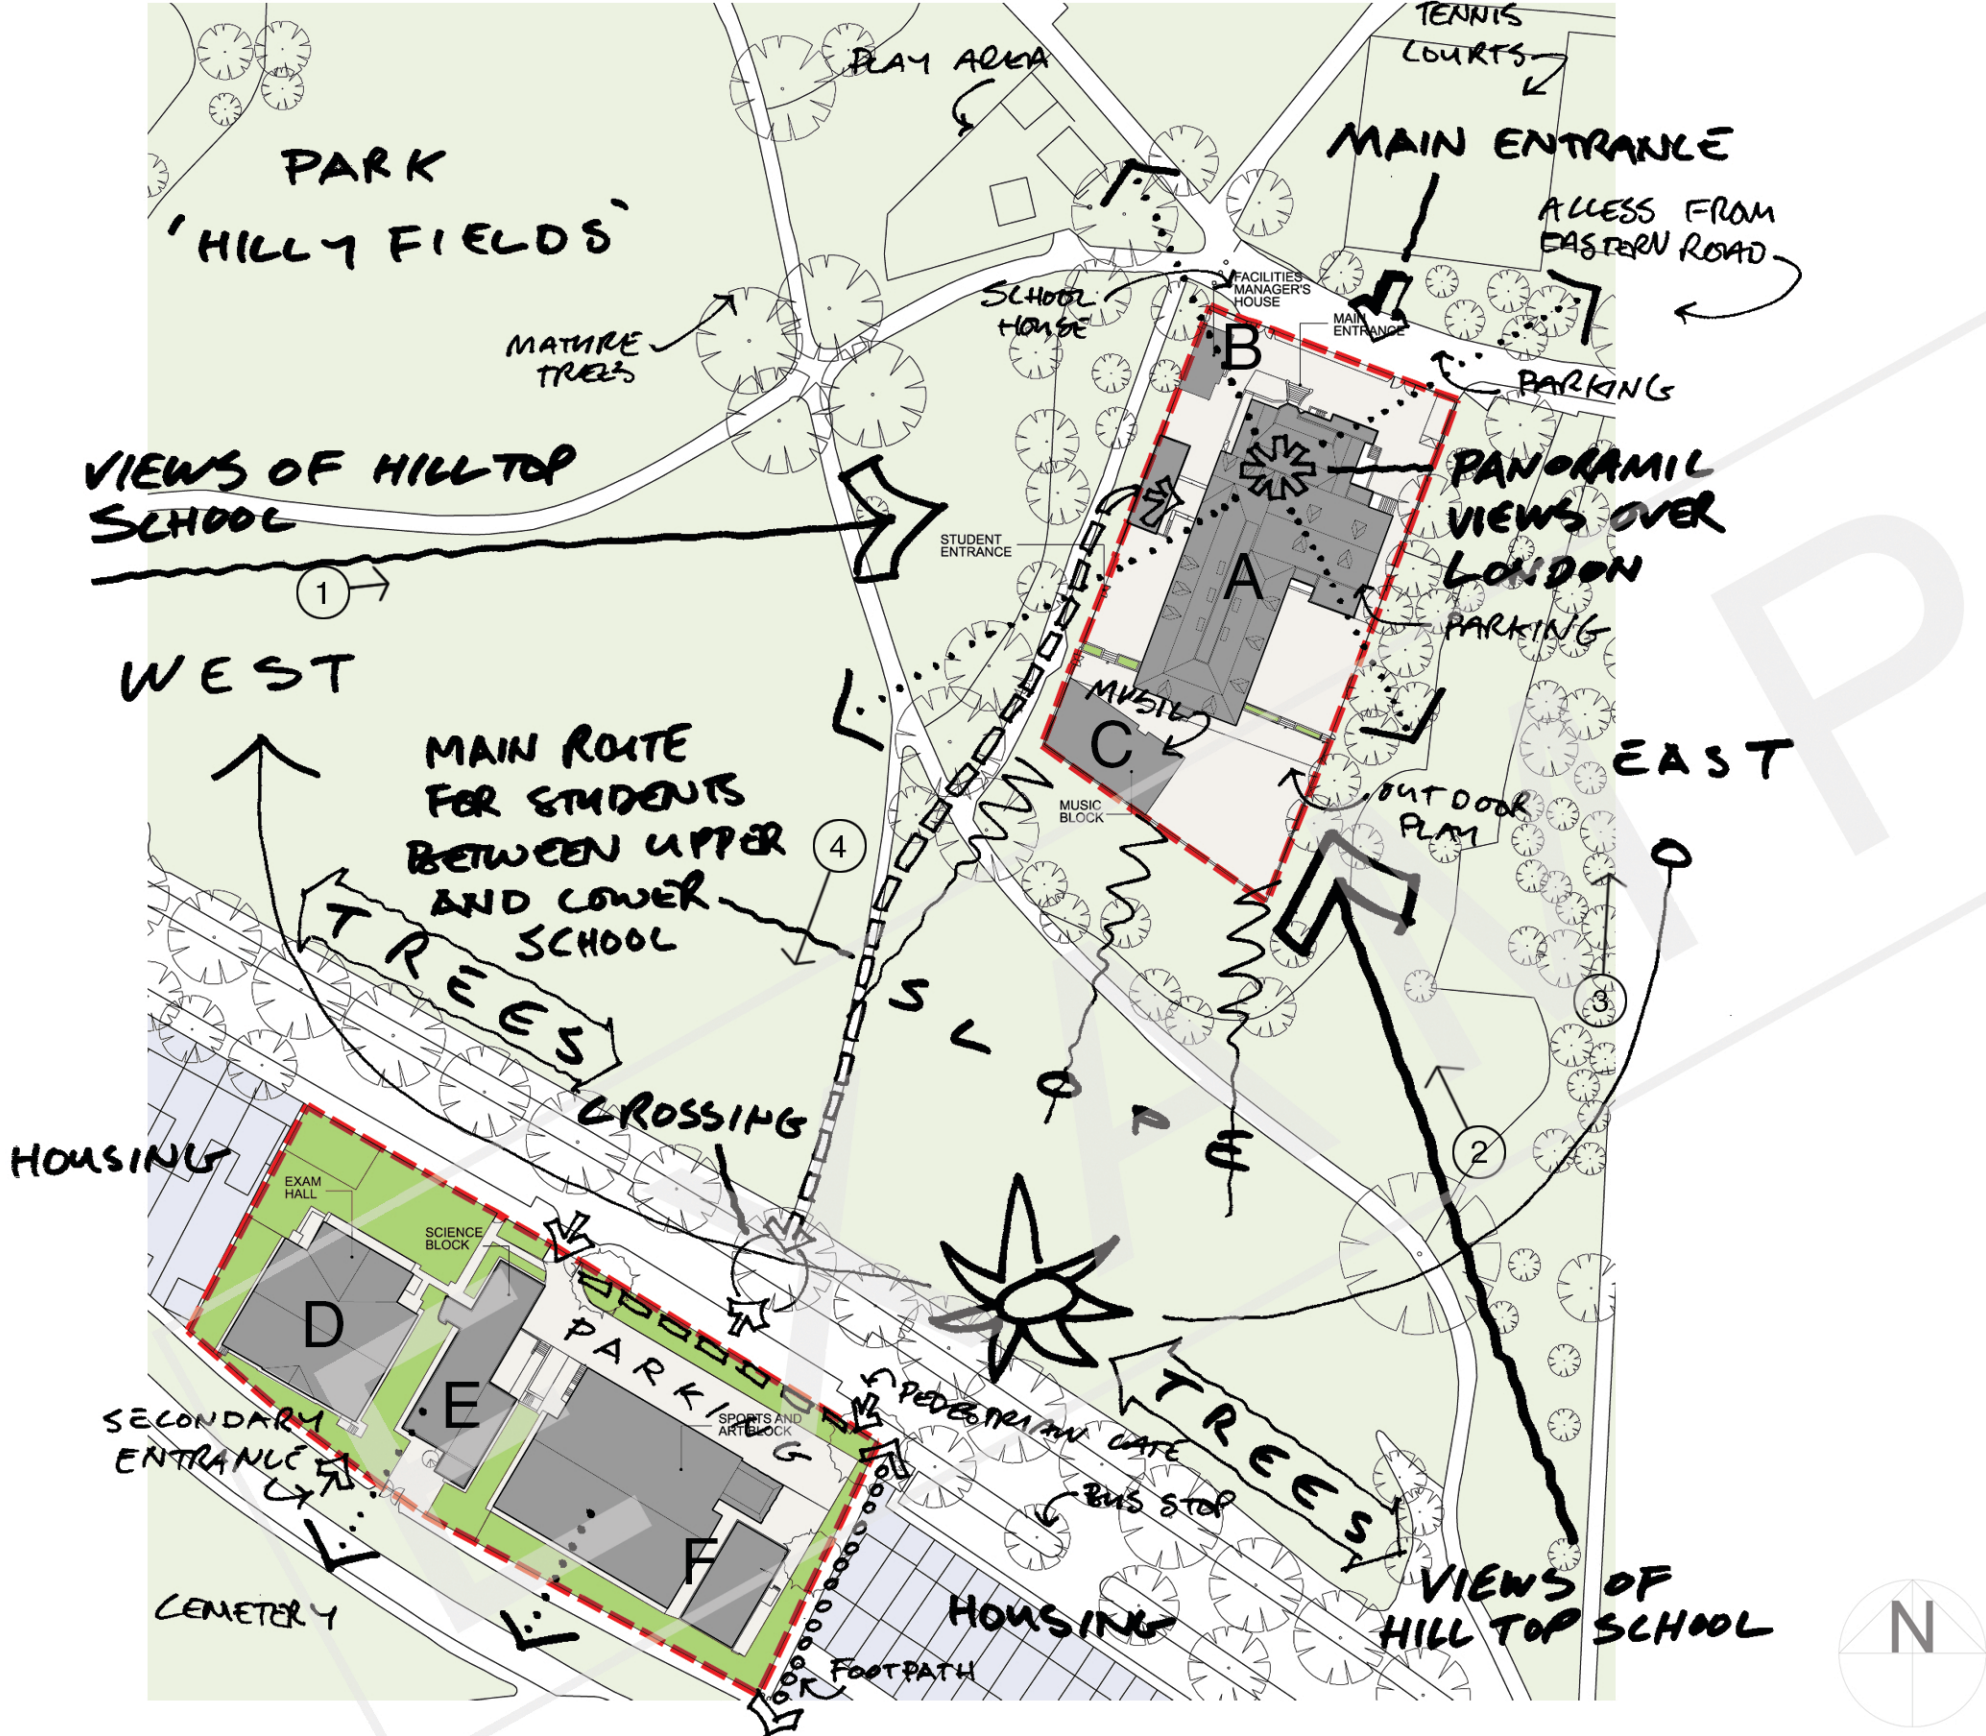 TENNIS
COURTS
PLAY AREA
MAIN ENTRANCE
PARK
'HILLY FIELDS'
ACCESS FROM
EASTERN ROAD
FACILITIES
MANAGER'S
HOUSE
SCHOOL
HOUSE
MAIN
ENTRANCE
B
MATURE
TREES
PARKING
VIEWS OF HILLTOP
SCHOOL
PANORAMIC
VIEWS OVER
LONDON
STUDENT
ENTRANCE
A
1
PARKING
WEST
MUSIC
C
EAST
MAIN ROUTE
FOR STUDENTS
BETWEEN UPPER
AND LOWER
SCHOOL
MUSIC
BLOCK
OUTDOOR
PLAY
4
TREES
SLOPE
3
CROSSING
2
HOUSING
EXAM
HALL
SCIENCE
BLOCK
D
PARKING
E
SPORTS AND
ART BLOCK
PEDESTRIAN GATE
TREES
SECONDARY
ENTRANCE
BUS STOP
F
CEMETERY
HOUSING
VIEWS OF
HILL TOP SCHOOL
FOOTPATH
N